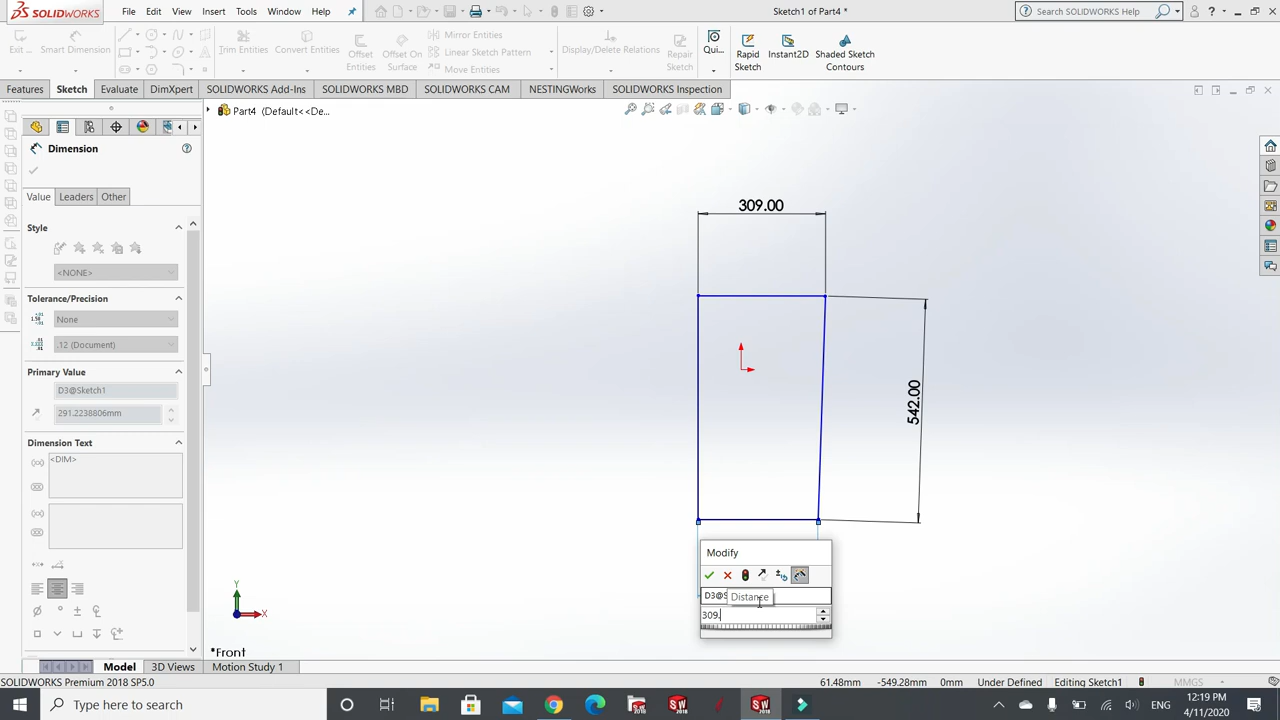 SOLIDWORKS
File
Edit
View
Insert
Tools
Window
Help
Sketch1 of Part4 *
Search SOLIDWORKS Help
Exit ...
Smart Dimension
Trim Entities
Convert Entities
Offset Entities
Offset On Surface
Mirror Entities
Linear Sketch Pattern
Move Entities
Display/Delete Relations
Repair Sketch
Qui...
Rapid Sketch
Instant2D
Shaded Sketch Contours
Features
Sketch
Evaluate
DimXpert
SOLIDWORKS Add-Ins
SOLIDWORKS MBD
SOLIDWORKS CAM
NESTINGWorks
SOLIDWORKS Inspection
Part4 (Default<<De...
Dimension
Value
Leaders
Other
Style
<NONE>
Tolerance/Precision
None
.12 (Document)
Primary Value
D3@Sketch1
291.2238806mm
Dimension Text
<DIM>
309.00
542.00
Modify
D3@S
Distance
309.
Y
X
*Front
Model
3D Views
Motion Study 1
SOLIDWORKS Premium 2018 SP5.0
61.48mm
-549.28mm
0mm
Under Defined
Editing Sketch1
MMGS
Type here to search
ENG
12:19 PM
4/11/2020